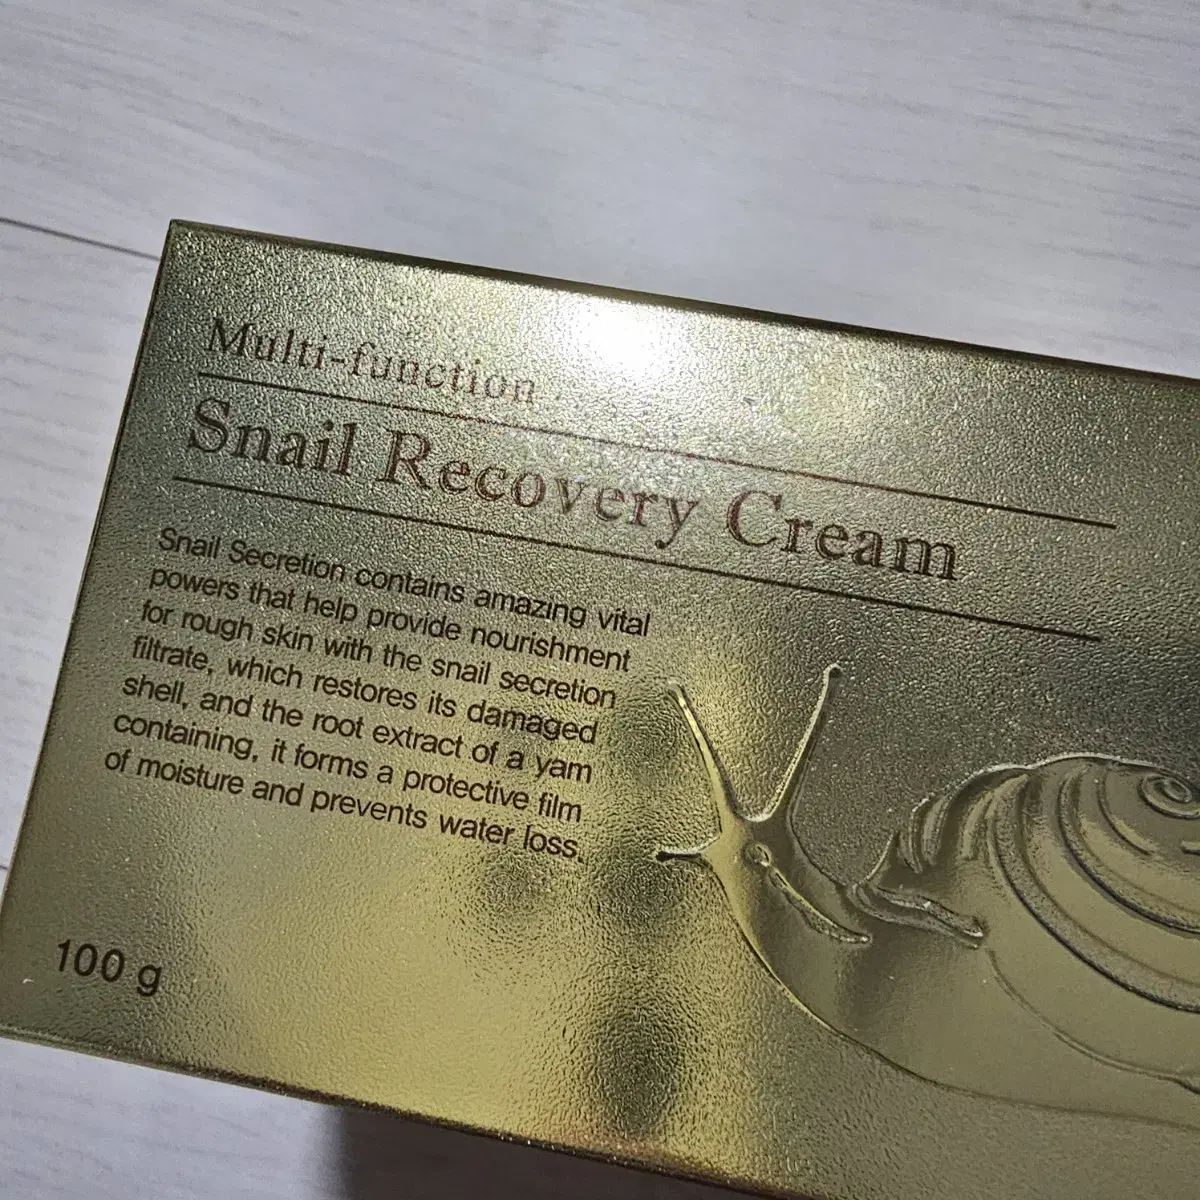 Multi-function
Snail Recovery Cream
Snail Secretion contains amazing vital
powers that help provide nourishment
for rough skin with the snail secretion
filtrate, which restores its damaged
shell, and the root extract of a yam
containing, it forms a protective film
of moisture and prevents water loss.
100 g